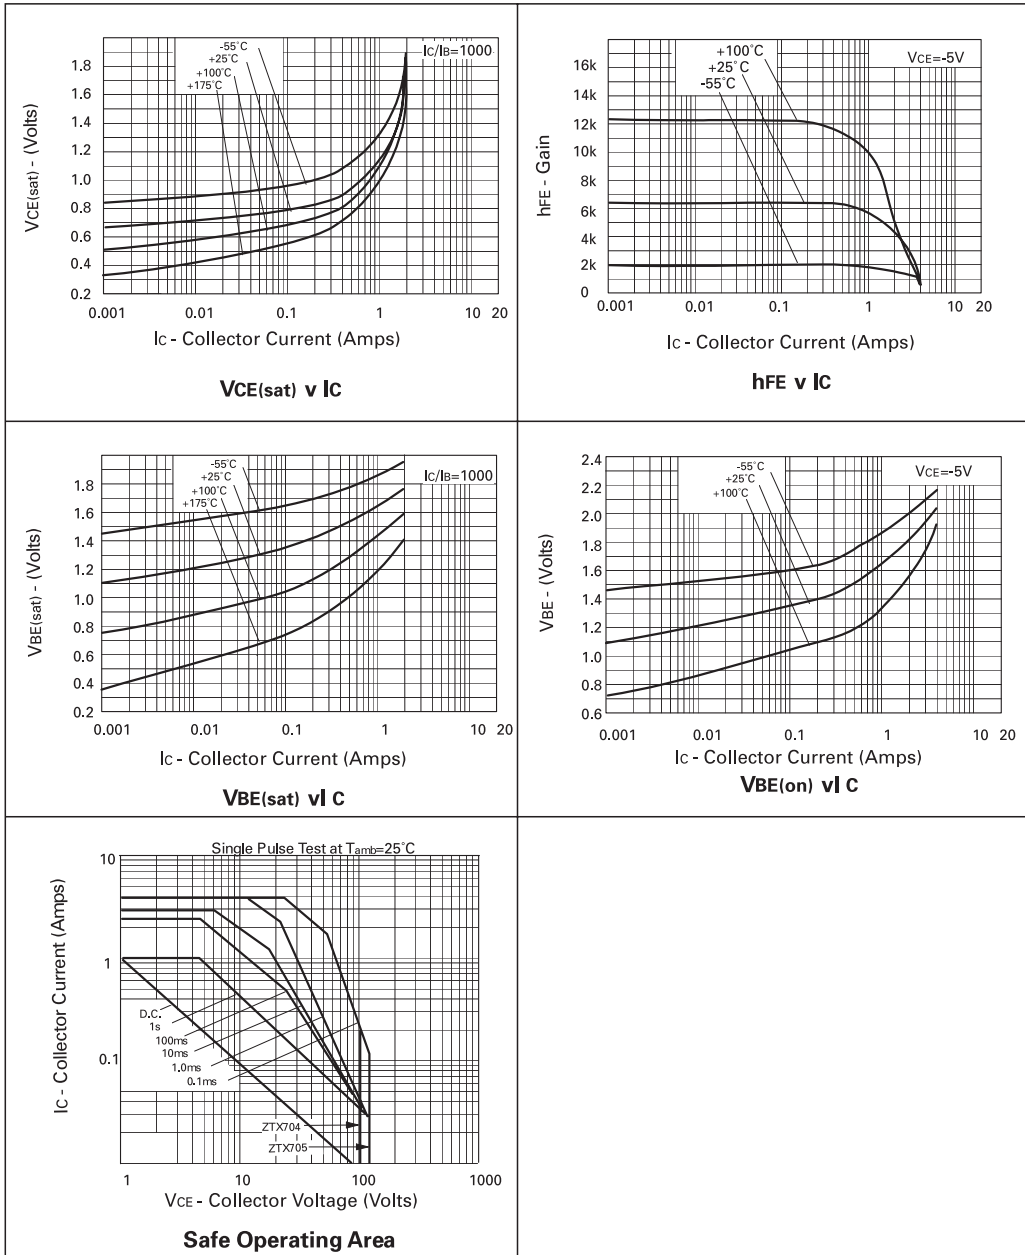 -55°C
+25°C
+100°C
+175°C
IC/IB=1000
1.8
1.6
1.4
1.2
1.0
0.8
0.6
0.4
0.2
VCE(sat) - (Volts)
0.001 0.01 0.1 1 10 20
IC - Collector Current (Amps)
VCE(sat) v IC
+100°C
+25°C
-55°C
VCE=-5V
16k
14k
12k
10k
8k
6k
4k
2k
0
hFE - Gain
0.001 0.01 0.1 1 10 20
IC - Collector Current (Amps)
hFE v IC
-55°C
+25°C
+100°C
+175°C
IC/IB=1000
1.8
1.6
1.4
1.2
1.0
0.8
0.6
0.4
0.2
VBE(sat) - (Volts)
0.001 0.01 0.1 1 10 20
IC - Collector Current (Amps)
VBE(sat) vI C
-55°C
+25°C
+100°C
VCE=-5V
2.4
2.2
2.0
1.8
1.6
1.4
1.2
1.0
0.8
0.6
VBE - (Volts)
0.001 0.01 0.1 1 10 20
IC - Collector Current (Amps)
VBE(on) vI C
Single Pulse Test at Tamb=25°C
10
1
0.1
IC - Collector Current (Amps)
D.C.
1s
100ms
10ms
1.0ms
0.1ms
ZTX704
ZTX705
1 10 100 1000
VCE - Collector Voltage (Volts)
Safe Operating Area